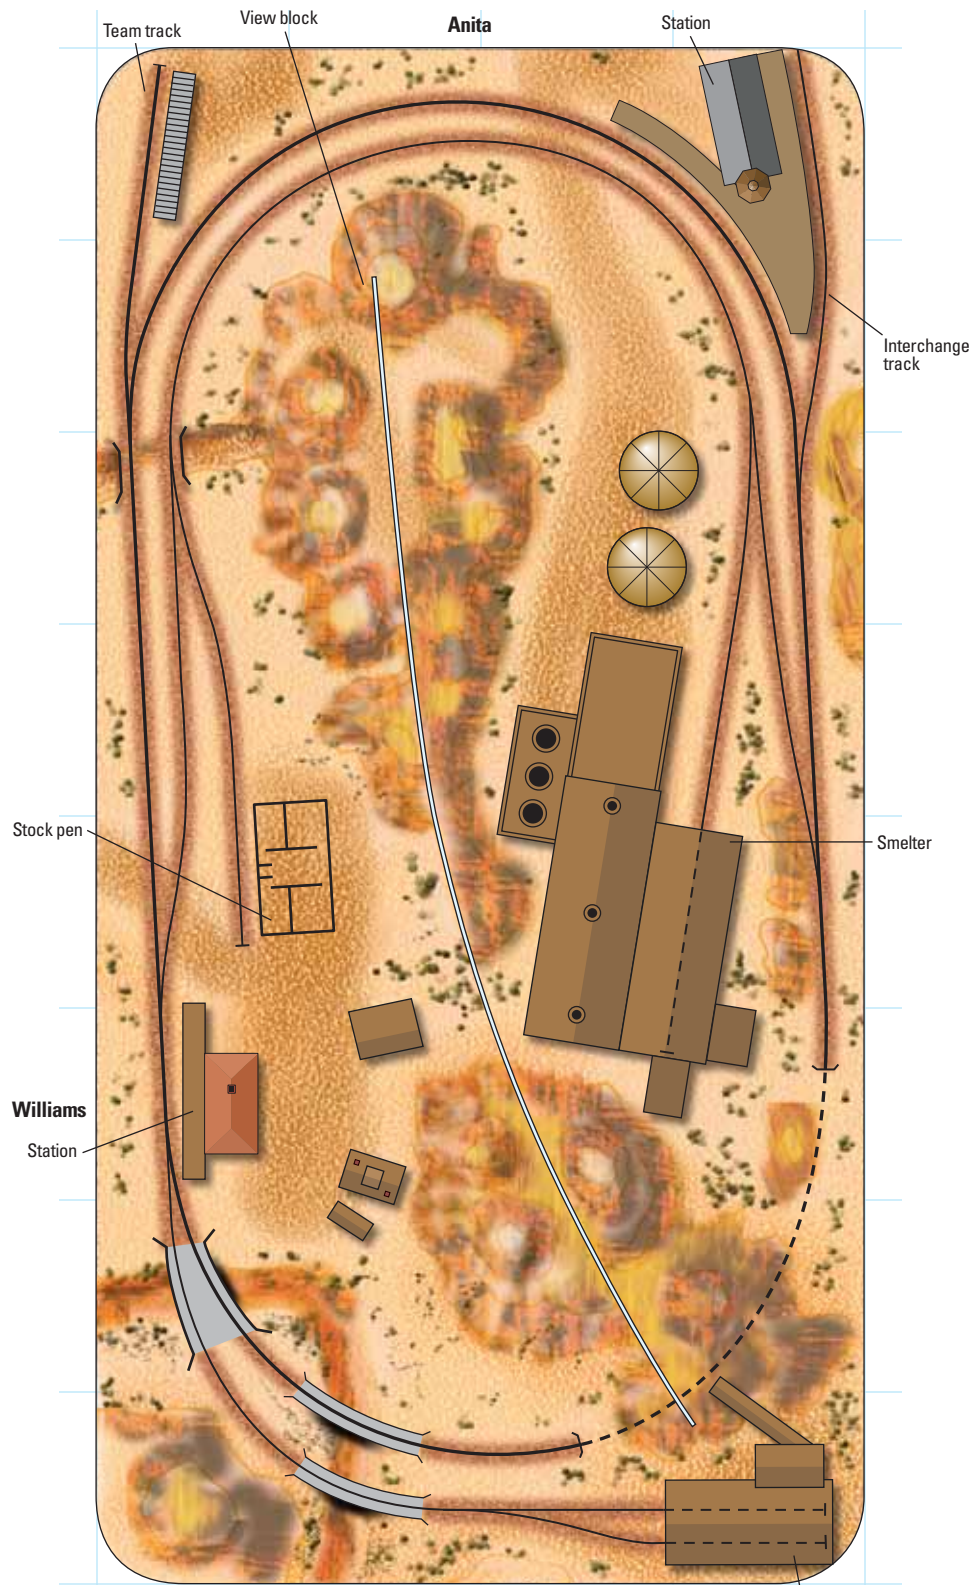 Team track
View block
Anita
Station
Interchange
track
Stock pen
Smelter
Williams
Station